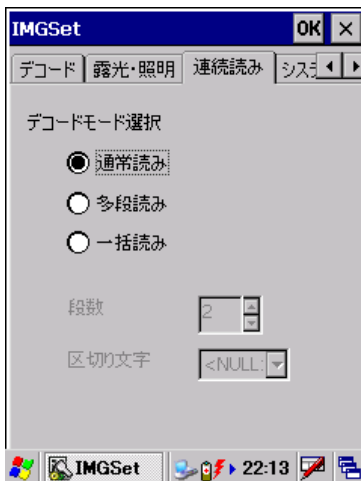 IMGSet OK ×
デコード 露光・照明 連続読み シス
デコードモード選択
通常読み
多段読み
一括読み
段数 2
区切り文字 <NULL:
IMGSet 22:13